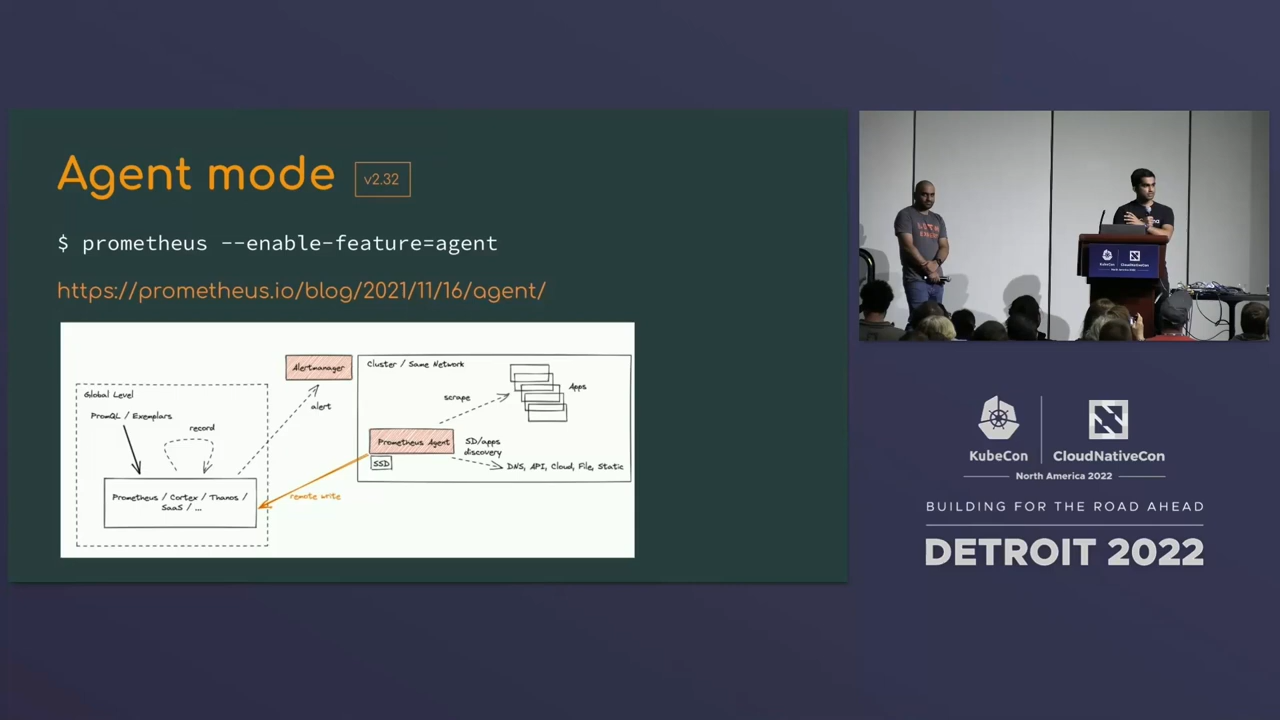 Agent mode v2.32
$ prometheus --enable-feature=agent
https://prometheus.io/blog/2021/11/16/agent/
Alertmanager
Cluster / Same Network
Apps
scrape
alert
Global Level
PromQL / Exemplars
record
Prometheus Agent
SSD
SD/apps
discovery
DNS, API, Cloud, File, Static
Prometheus / Cortex / Thanos /
SaaS / ...
remote write
KubeCon CloudNativeCon
KubeCon CloudNativeCon
North America 2022
BUILDING FOR THE ROAD AHEAD
DETROIT 2022